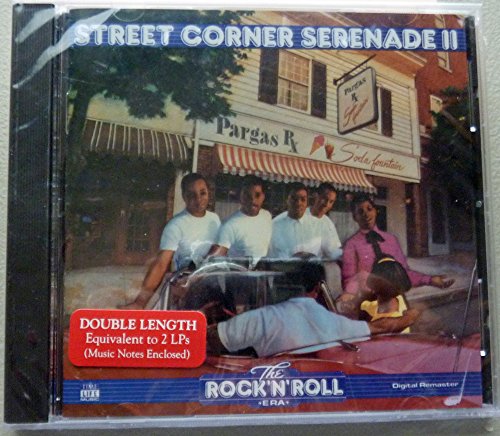 STREET CORNER SERENADE II
Pargas Rx
Pargas Rx
Soda fountain
DOUBLE LENGTH
Equivalent to 2 LPs
(Music Notes Enclosed)
The
ROCK'N'ROLL
•ERA•
TIME
LIFE
MUSIC
Digital Remaster